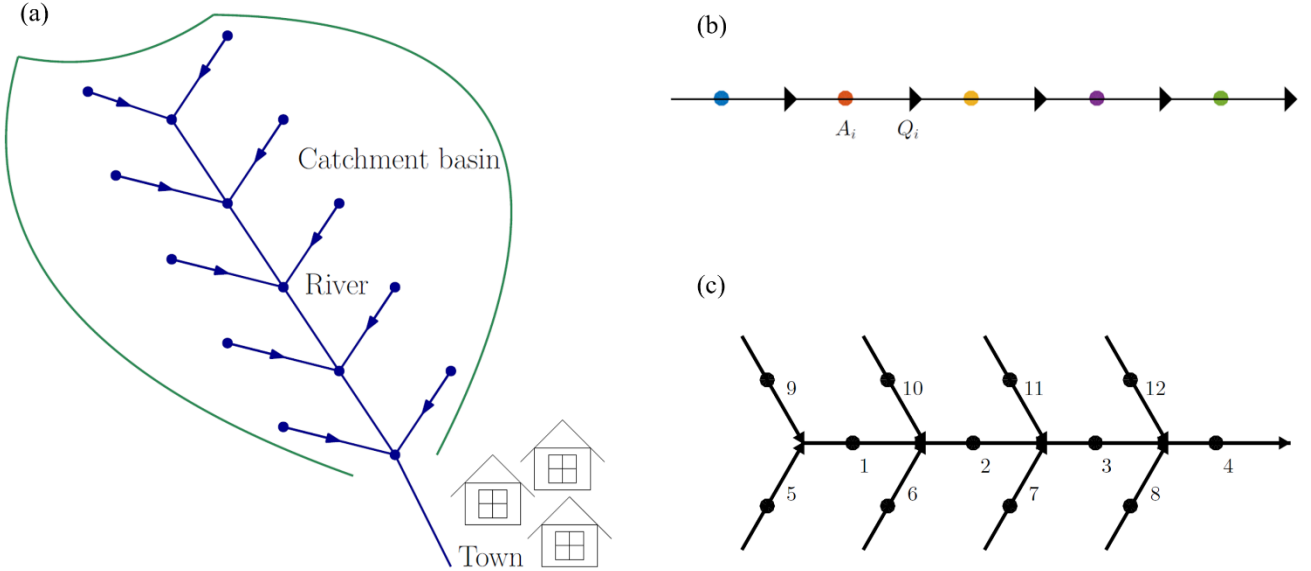 (a)
Catchment basin
River
Town
(b)
A_i Q_i
(c)
9 10 11 12
1 2 3 4
5 6 7 8